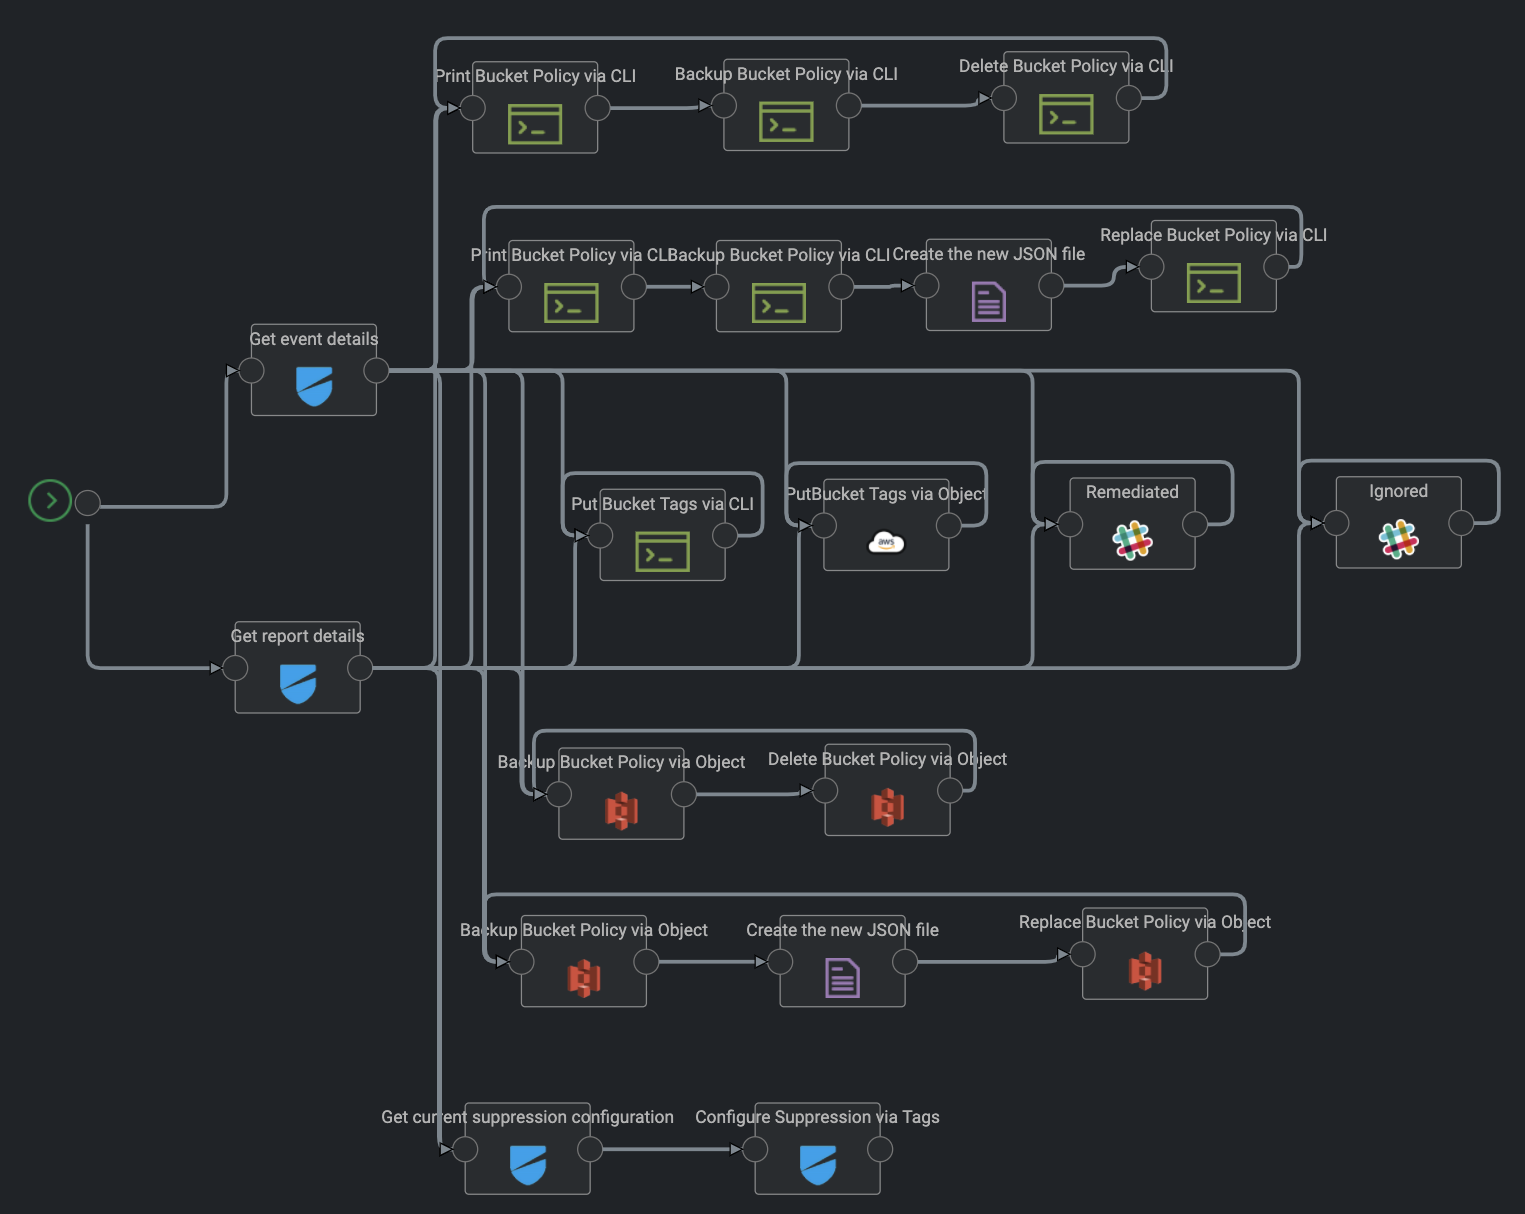 Print Bucket Policy via CLI
Backup Bucket Policy via CLI
Delete Bucket Policy via CLI
Print Bucket Policy via CLI
Backup Bucket Policy via CLI
Create the new JSON file
Replace Bucket Policy via CLI
Get event details
Put Bucket Tags via CLI
PutBucket Tags via Object
aws
Remediated
Ignored
Get report details
Backup Bucket Policy via Object
Delete Bucket Policy via Object
Backup Bucket Policy via Object
Create the new JSON file
Replace Bucket Policy via Object
Get current suppression configuration
Configure Suppression via Tags